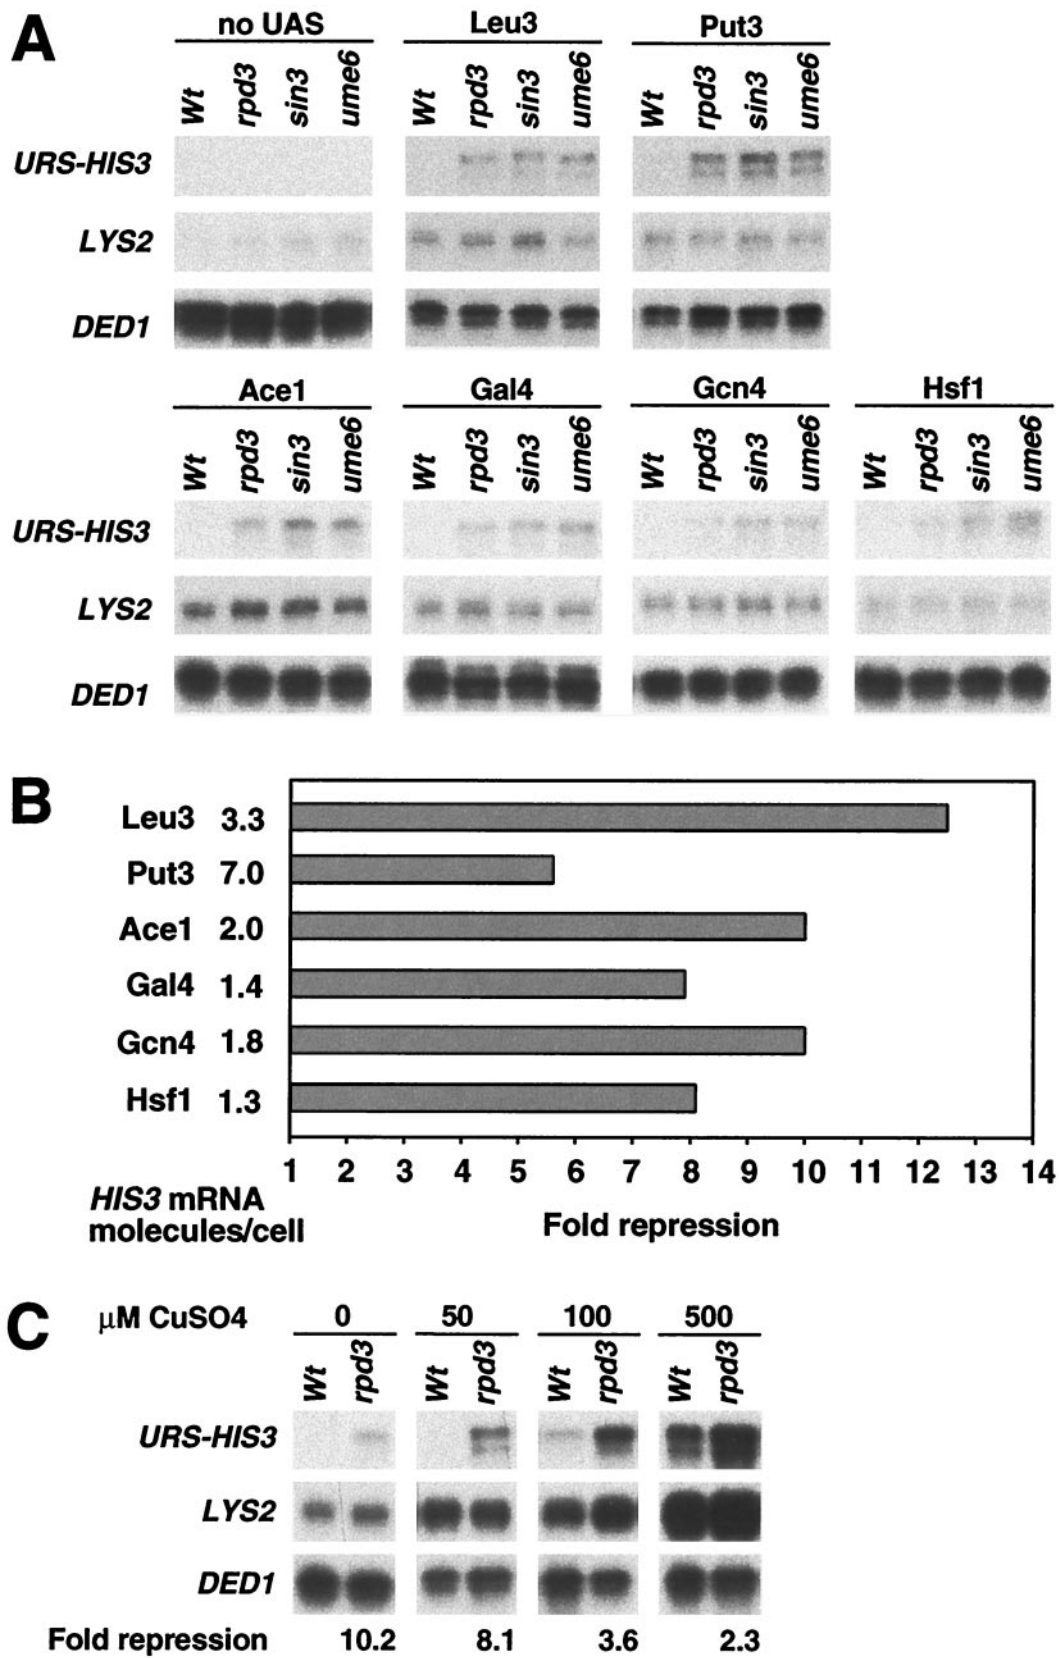 A
no UAS Leu3 Put3
Wt rpd3 sin3 ume6 Wt rpd3 sin3 ume6 Wt rpd3 sin3 ume6
URS-HIS3
LYS2
DED1
Ace1 Gal4 Gcn4 Hsf1
Wt rpd3 sin3 ume6 Wt rpd3 sin3 ume6 Wt rpd3 sin3 ume6 Wt rpd3 sin3 ume6
URS-HIS3
LYS2
DED1
B
Leu3 3.3
Put3 7.0
Ace1 2.0
Gal4 1.4
Gcn4 1.8
Hsf1 1.3
1 2 3 4 5 6 7 8 9 10 11 12 13 14
HIS3 mRNA
molecules/cell
Fold repression
C
μM CuSO4 0 50 100 500
Wt rpd3 Wt rpd3 Wt rpd3 Wt rpd3
URS-HIS3
LYS2
DED1
Fold repression 10.2 8.1 3.6 2.3